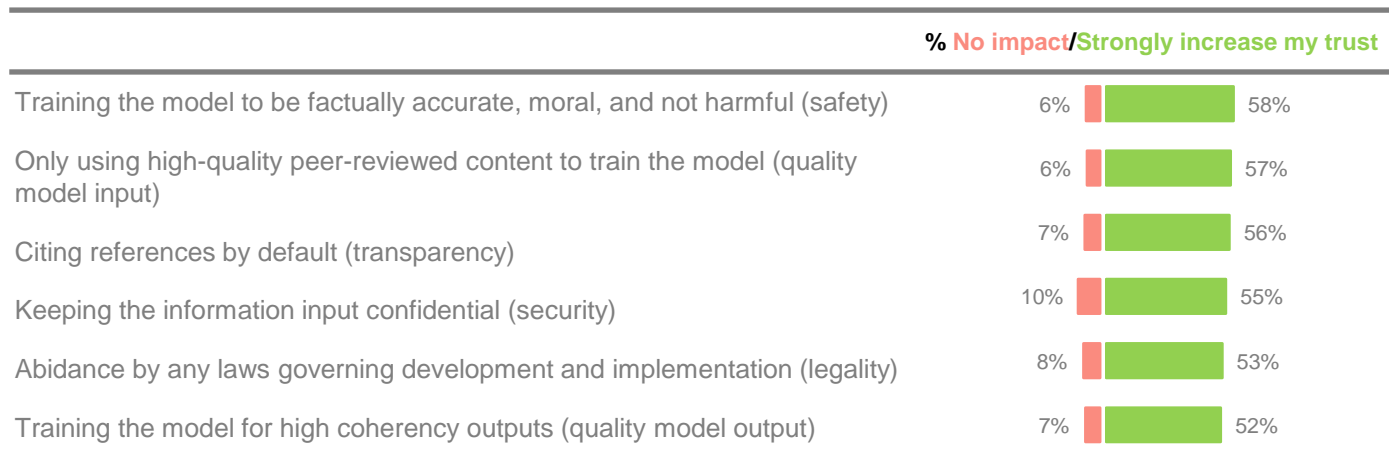 % No impact/Strongly increase my trust
Training the model to be factually accurate, moral, and not harmful (safety)
6%
58%
Only using high-quality peer-reviewed content to train the model (quality
model input)
6%
57%
Citing references by default (transparency)
7%
56%
Keeping the information input confidential (security)
10%
55%
Abidance by any laws governing development and implementation (legality)
8%
53%
Training the model for high coherency outputs (quality model output)
7%
52%